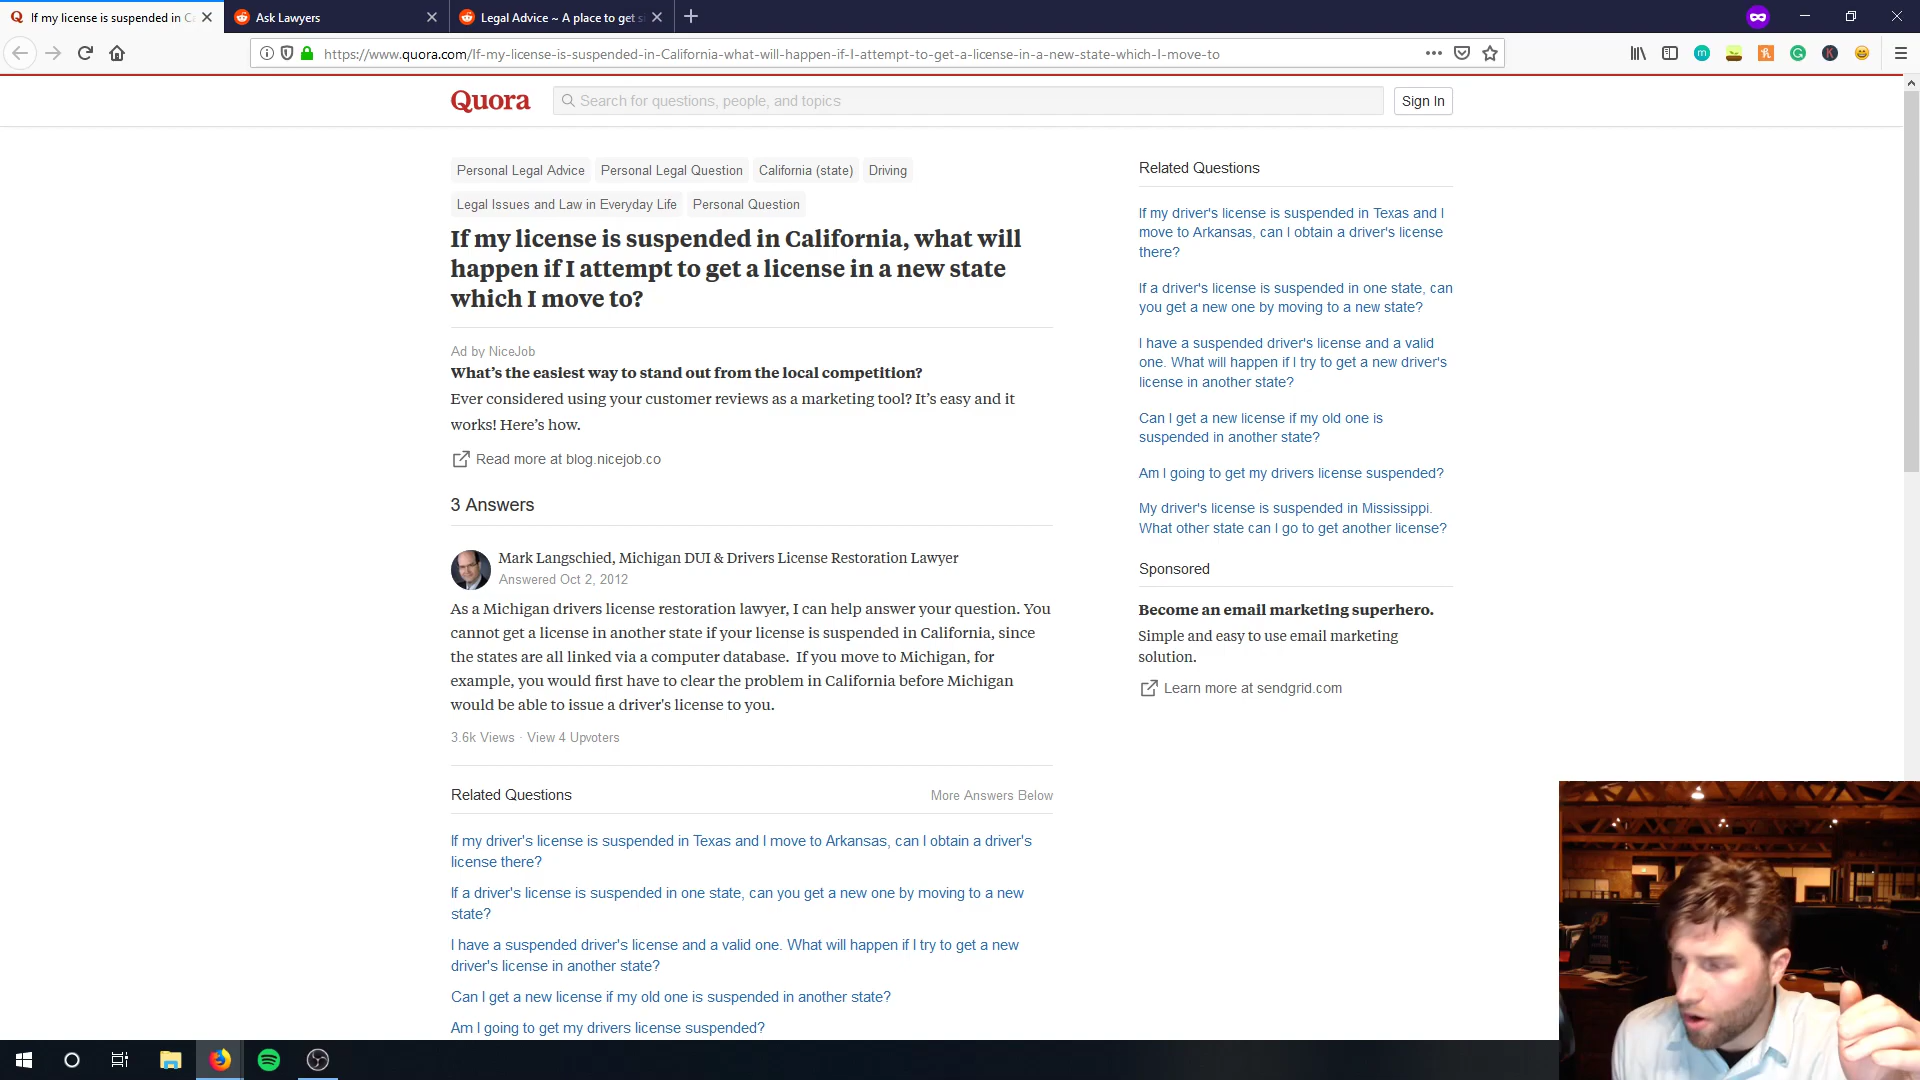 If my license is suspended in Ca
Ask Lawyers
Legal Advice ~ A place to get s
https://www.quora.com/If-my-license-is-suspended-in-California-what-will-happen-if-I-attempt-to-get-a-license-in-a-new-state-which-I-move-to
Quora
Search for questions, people, and topics
Sign In
Personal Legal Advice
Personal Legal Question
California (state)
Driving
Legal Issues and Law in Everyday Life
Personal Question
If my license is suspended in California, what will
happen if I attempt to get a license in a new state
which I move to?
Ad by NiceJob
What's the easiest way to stand out from the local competition?
Ever considered using your customer reviews as a marketing tool? It's easy and it
works! Here's how.
Read more at blog.nicejob.co
3 Answers
Mark Langschied, Michigan DUI & Drivers License Restoration Lawyer
Answered Oct 2, 2012
As a Michigan drivers license restoration lawyer, I can help answer your question. You
cannot get a license in another state if your license is suspended in California, since
the states are all linked via a computer database.  If you move to Michigan, for
example, you would first have to clear the problem in California before Michigan
would be able to issue a driver's license to you.
3.6k Views · View 4 Upvoters
Related Questions
More Answers Below
If my driver's license is suspended in Texas and I move to Arkansas, can I obtain a driver's
license there?
If a driver's license is suspended in one state, can you get a new one by moving to a new
state?
I have a suspended driver's license and a valid one. What will happen if I try to get a new
driver's license in another state?
Can I get a new license if my old one is suspended in another state?
Am I going to get my drivers license suspended?
Related Questions
If my driver's license is suspended in Texas and I
move to Arkansas, can I obtain a driver's license
there?
If a driver's license is suspended in one state, can
you get a new one by moving to a new state?
I have a suspended driver's license and a valid
one. What will happen if I try to get a new driver's
license in another state?
Can I get a new license if my old one is
suspended in another state?
Am I going to get my drivers license suspended?
My driver's license is suspended in Mississippi.
What other state can I go to get another license?
Sponsored
Become an email marketing superhero.
Simple and easy to use email marketing
solution.
Learn more at sendgrid.com